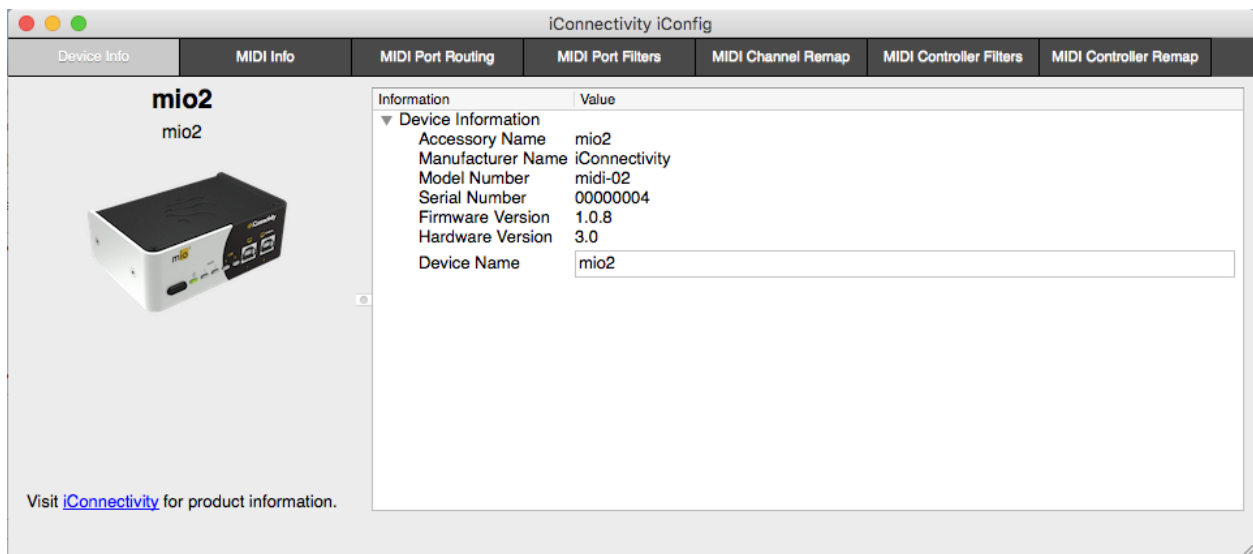 iConnectivity iConfig
Device Info MIDI Info MIDI Port Routing MIDI Port Filters MIDI Channel Remap MIDI Controller Filters MIDI Controller Remap
mio2
mio2
mio
iConnectivity
Visit iConnectivity for product information.
Information Value
Device Information
Accessory Name mio2
Manufacturer Name iConnectivity
Model Number midi-02
Serial Number 00000004
Firmware Version 1.0.8
Hardware Version 3.0
Device Name mio2